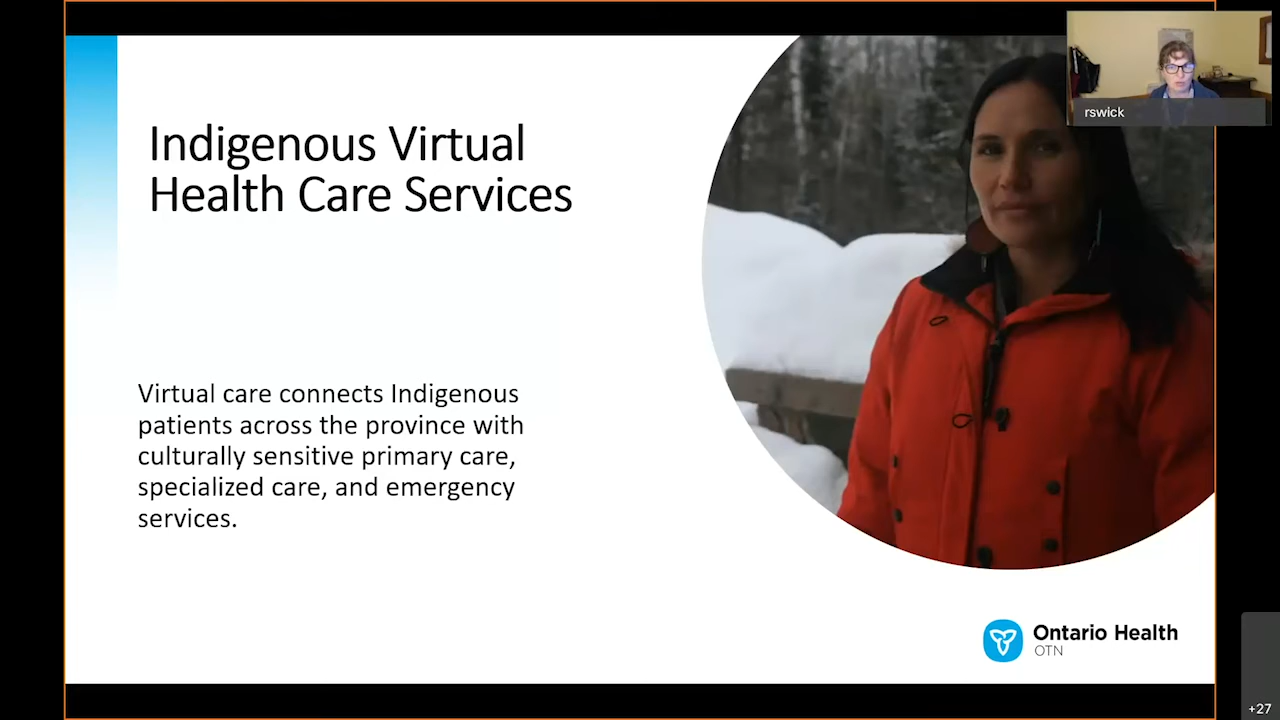 rswick
Indigenous Virtual
Health Care Services
Virtual care connects Indigenous
patients across the province with
culturally sensitive primary care,
specialized care, and emergency
services.
Ontario Health
OTN
+27